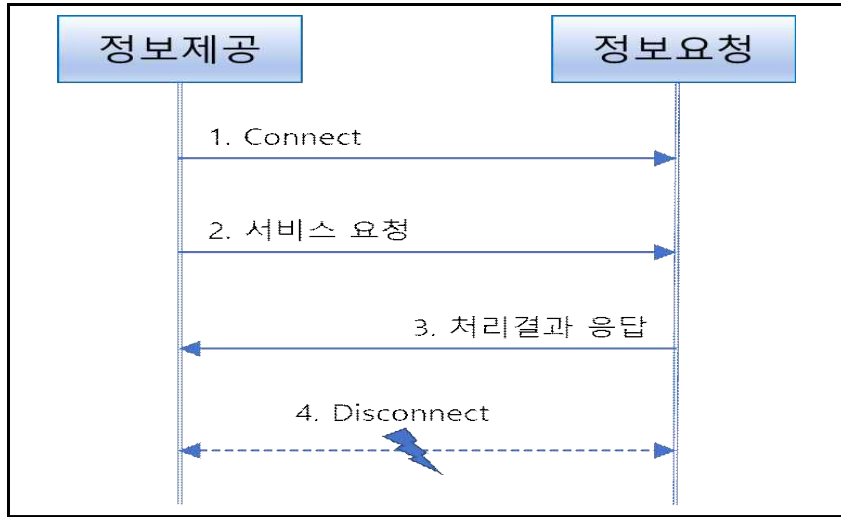 정보제공
정보요청
1. Connect
2. 서비스 요청
3. 처리결과 응답
4. Disconnect